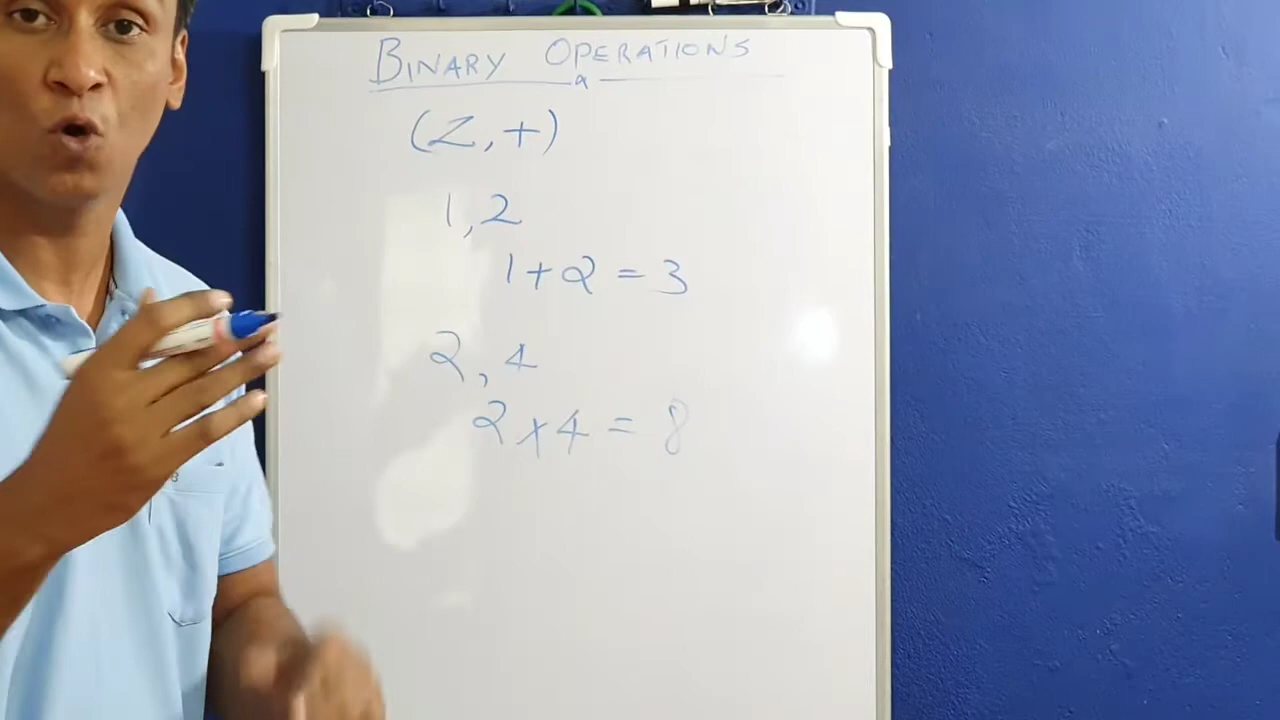 BINARY OPERATIONS
(Z, +)
1, 2
1 + 2 = 3
2, 4
2 × 4 = 8